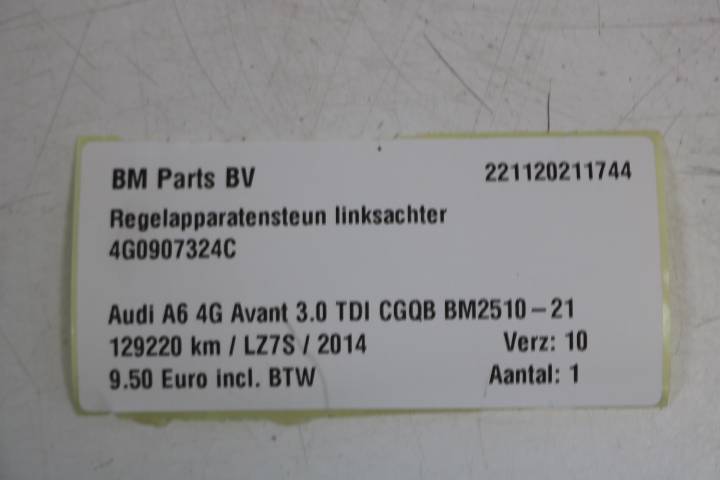 BM Parts BV 221120211744
Regelapparatensteun linksachter
4G0907324C
Audi A6 4G Avant 3.0 TDI CGQB BM2510-21
129220 km / LZ7S / 2014 Verz: 10
9.50 Euro incl. BTW Aantal: 1